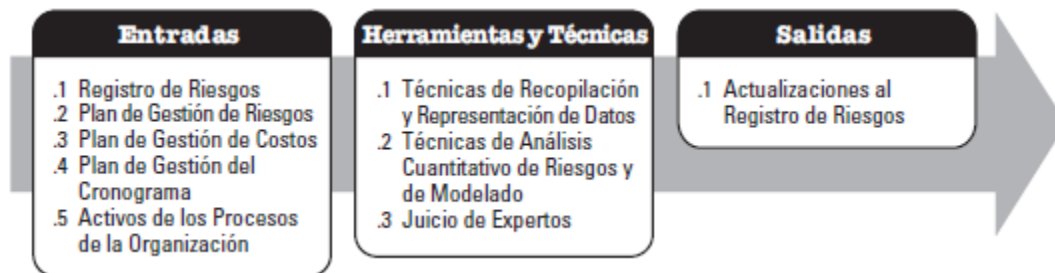 Entradas
.1 Registro de Riesgos
.2 Plan de Gestión de Riesgos
.3 Plan de Gestión de Costos
.4 Plan de Gestión del
Cronograma
.5 Activos de los Procesos
de la Organización
Herramientas y Técnicas
.1 Técnicas de Recopilación
y Representación de Datos
.2 Técnicas de Análisis
Cuantitativo de Riesgos y
de Modelado
.3 Juicio de Expertos
Salidas
.1 Actualizaciones al
Registro de Riesgos